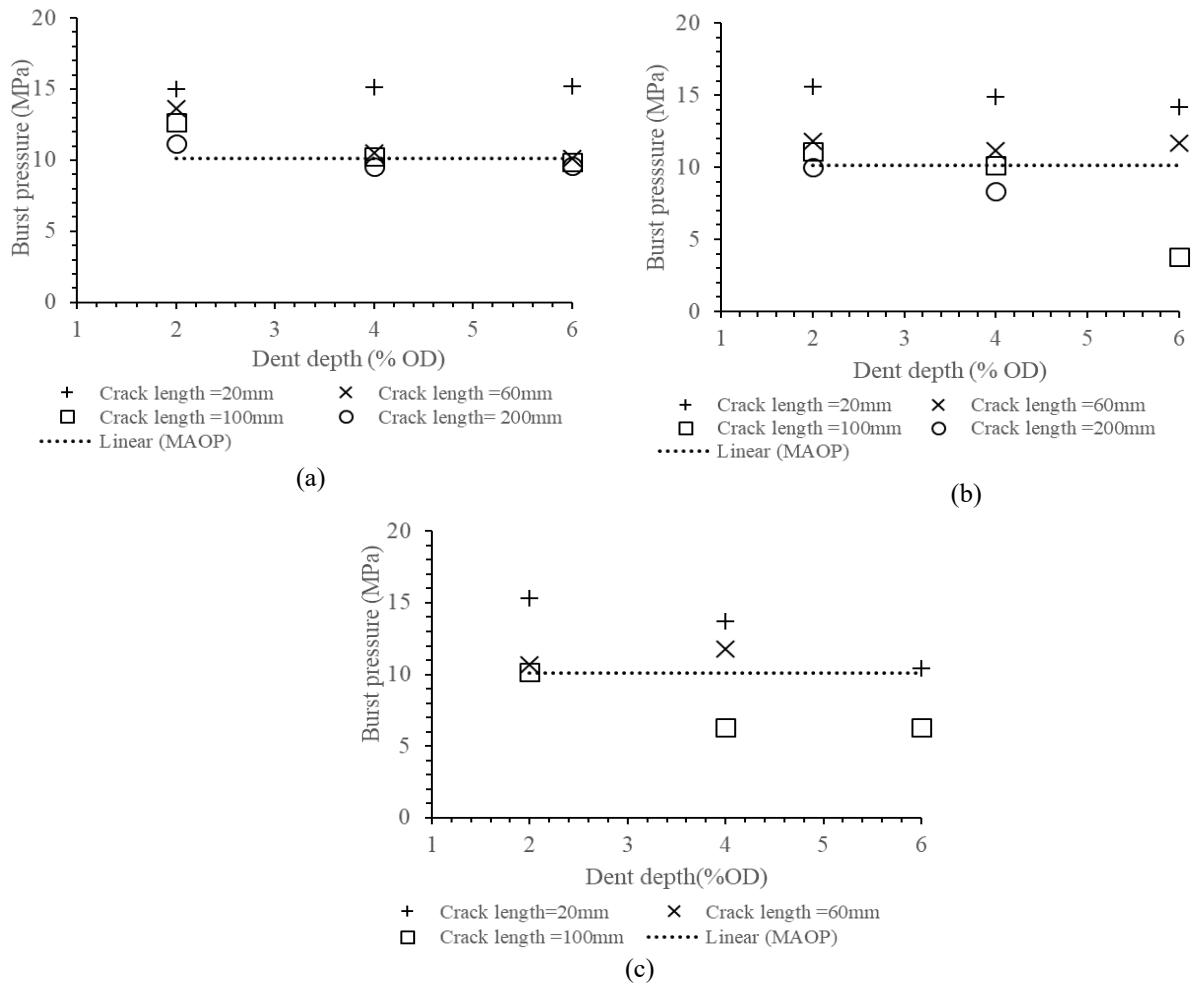 20
15
10
5
0
Burst pressure (MPa)
1 2 3 4 5 6
Dent depth (% OD)
Crack length =20mm Crack length =60mm
Crack length =100mm Crack length= 200mm
Linear (MAOP)
(a)
20
15
10
5
0
Burst presssure (MPa)
1 2 3 4 5 6
Dent depth (% OD)
Crack length =20mm Crack length =60mm
Crack length =100mm Crack length =200mm
Linear (MAOP)
(b)
20
15
10
5
0
Burst pressure (MPa)
1 2 3 4 5 6
Dent depth(%OD)
Crack length=20mm Crack length =60mm
Crack length =100mm Linear (MAOP)
(c)